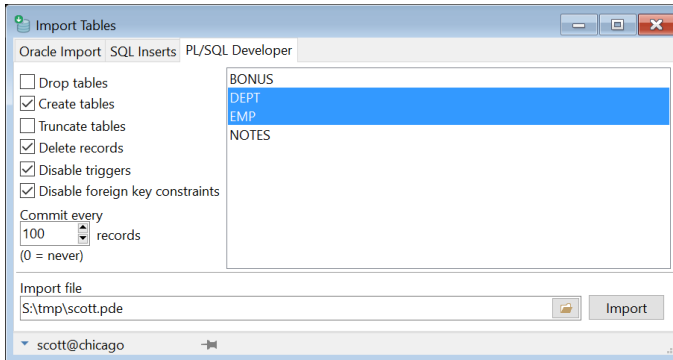 Import Tables
Oracle Import SQL Inserts PL/SQL Developer
Drop tables
Create tables
Truncate tables
Delete records
Disable triggers
Disable foreign key constraints
Commit every
100 records
(0 = never)
BONUS
DEPT
EMP
NOTES
Import file
S:\tmp\scott.pde
Import
scott@chicago